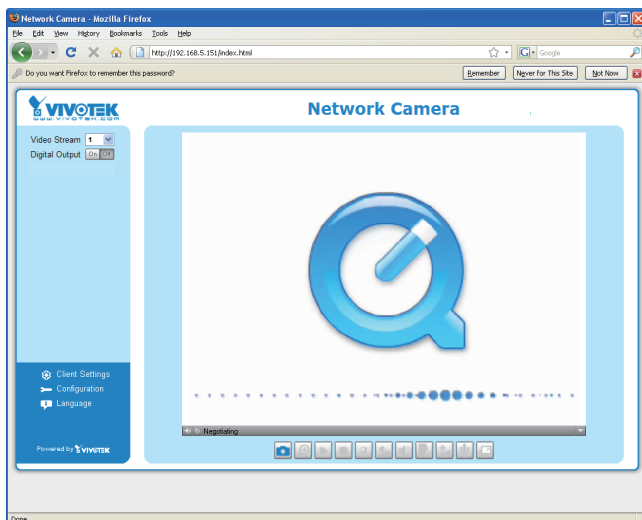 Network Camera - Mozilla Firefox
File Edit View History Bookmarks Tools Help
http://192.168.5.151/index.html
Google
Do you want Firefox to remember this password?
Remember Never for This Site Not Now
VIVOTEK
www.vivotek.com
Network Camera
Video Stream 1
Digital Output On Off
Client Settings
Configuration
Language
Negotiating
Powered by VIVOTEK
Done